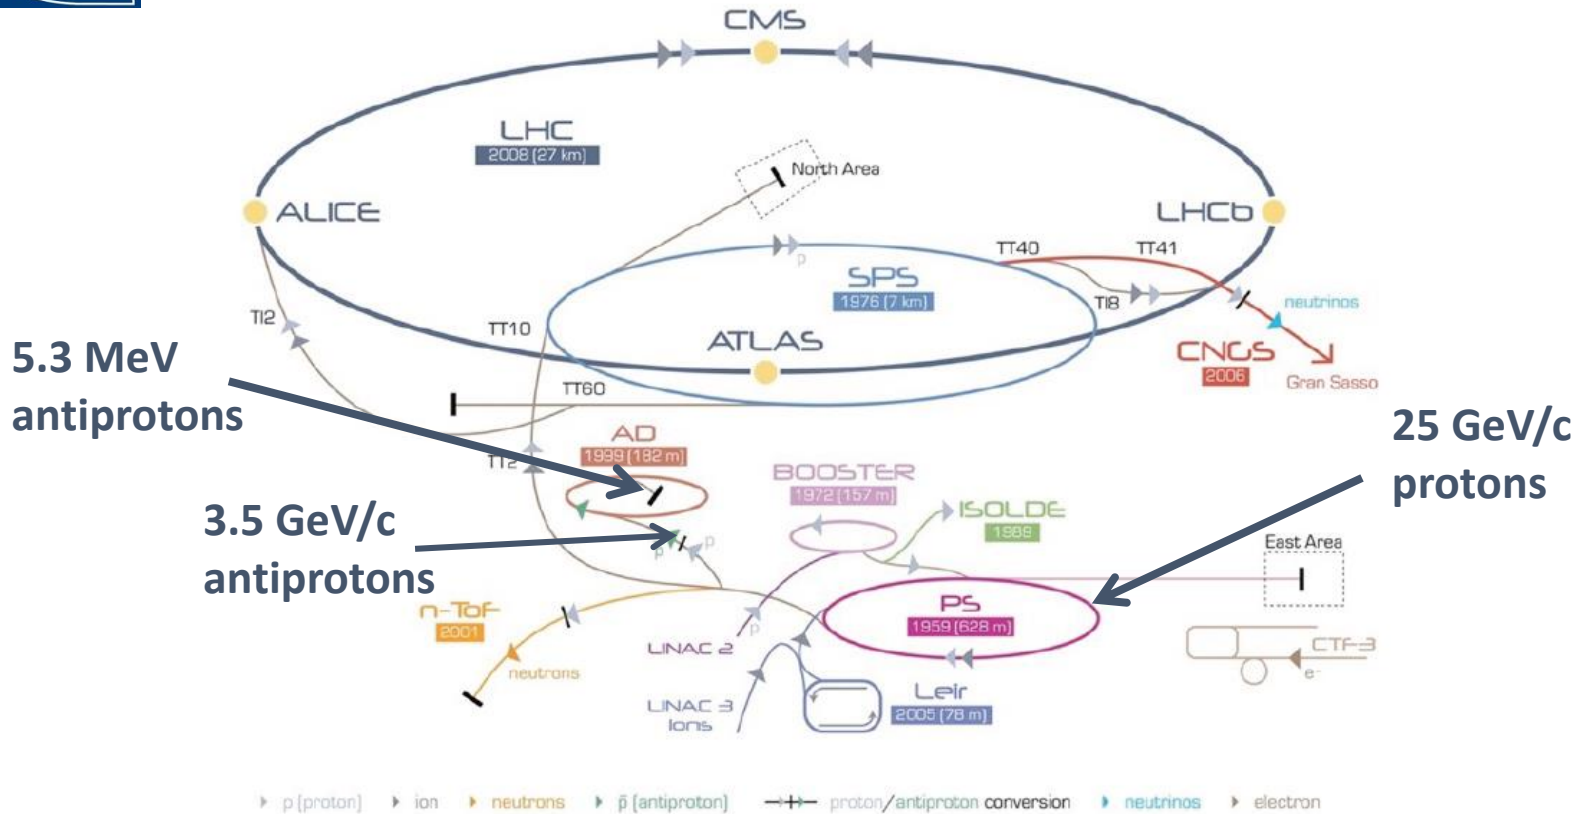 CMS
LHC
2008 (27 km)
North Area
ALICE
LHCb
TT40
TT41
p
SPS
1976 (7 km)
TI8
neutrinos
TI2
TT10
ATLAS
CNGS
2006
Gran Sasso
5.3 MeV
antiprotons
TT60
25 GeV/c
protons
AD
1999 (182 m)
TT2
BOOSTER
1972 (157 m)
ISOLDE
1989
3.5 GeV/c
antiprotons
p
p̄
East Area
n-ToF
2001
PS
1959 (628 m)
LINAC 2
p
CTF-3
e-
neutrons
LINAC 3
Ions
Leir
2005 (78 m)
p (proton)
ion
neutrons
p̄ (antiproton)
proton/antiproton conversion
neutrinos
electron